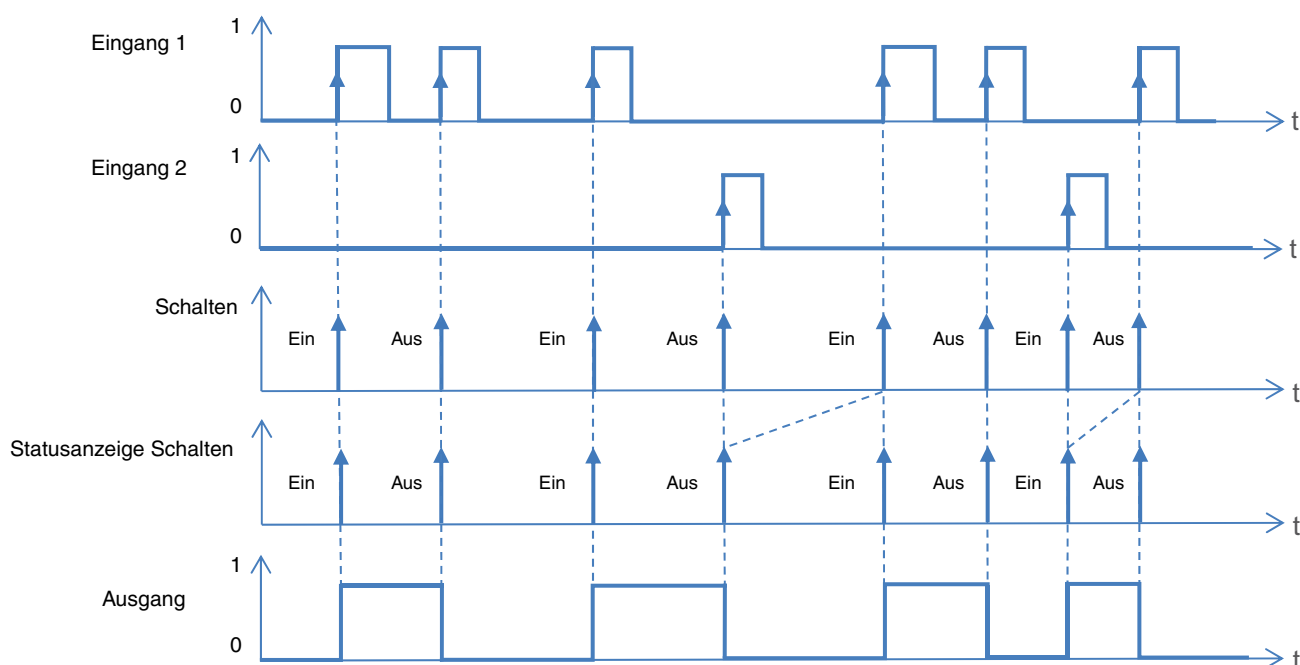 1
Eingang 1
0
t
1
Eingang 2
0
t
Schalten
Ein Aus Ein Aus Ein Aus Ein Aus
t
Statusanzeige Schalten
Ein Aus Ein Aus Ein Aus Ein Aus
t
1
Ausgang
0
t